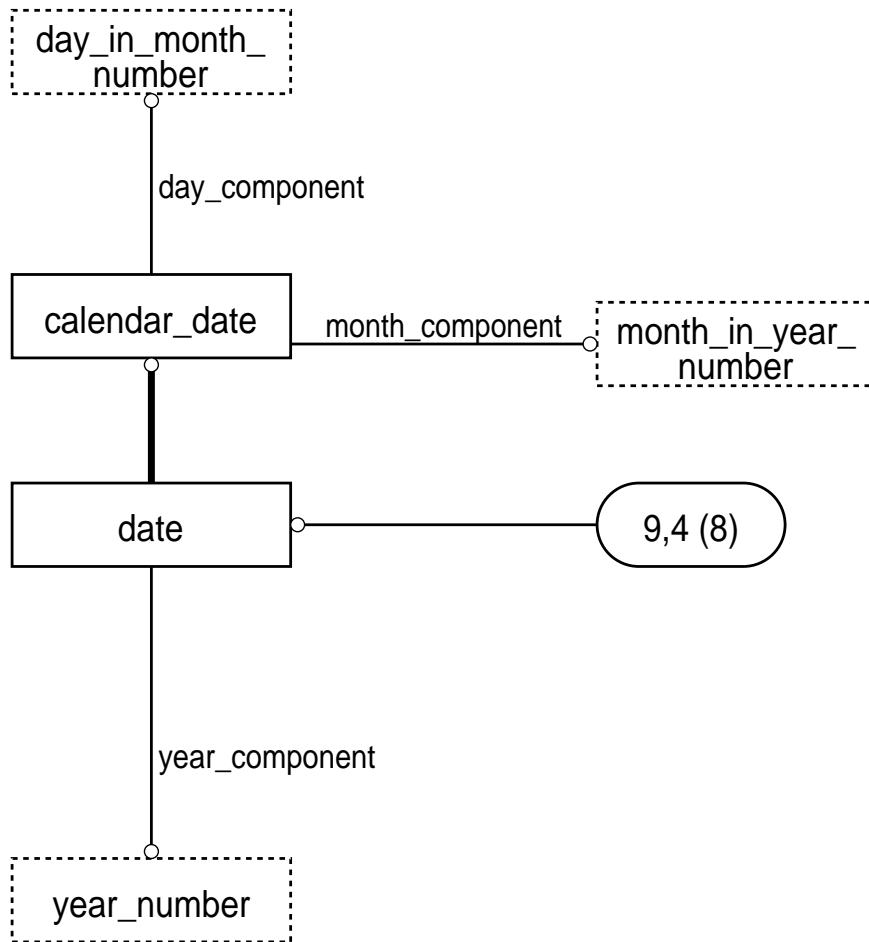 day_in_month_
number
day_component
calendar_date
month_component
month_in_year_
number
date
9,4 (8)
year_component
year_number